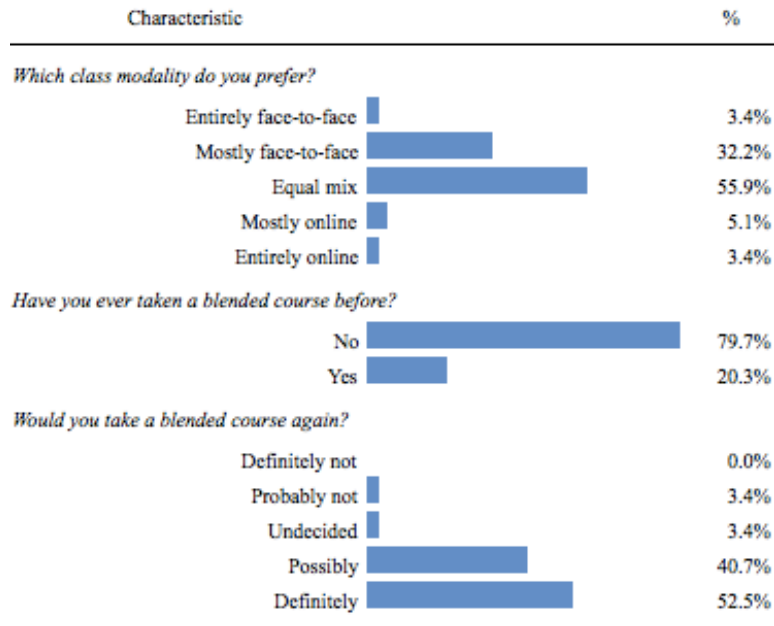 Characteristic %
Which class modality do you prefer?
Entirely face-to-face 3.4%
Mostly face-to-face 32.2%
Equal mix 55.9%
Mostly online 5.1%
Entirely online 3.4%
Have you ever taken a blended course before?
No 79.7%
Yes 20.3%
Would you take a blended course again?
Definitely not 0.0%
Probably not 3.4%
Undecided 3.4%
Possibly 40.7%
Definitely 52.5%